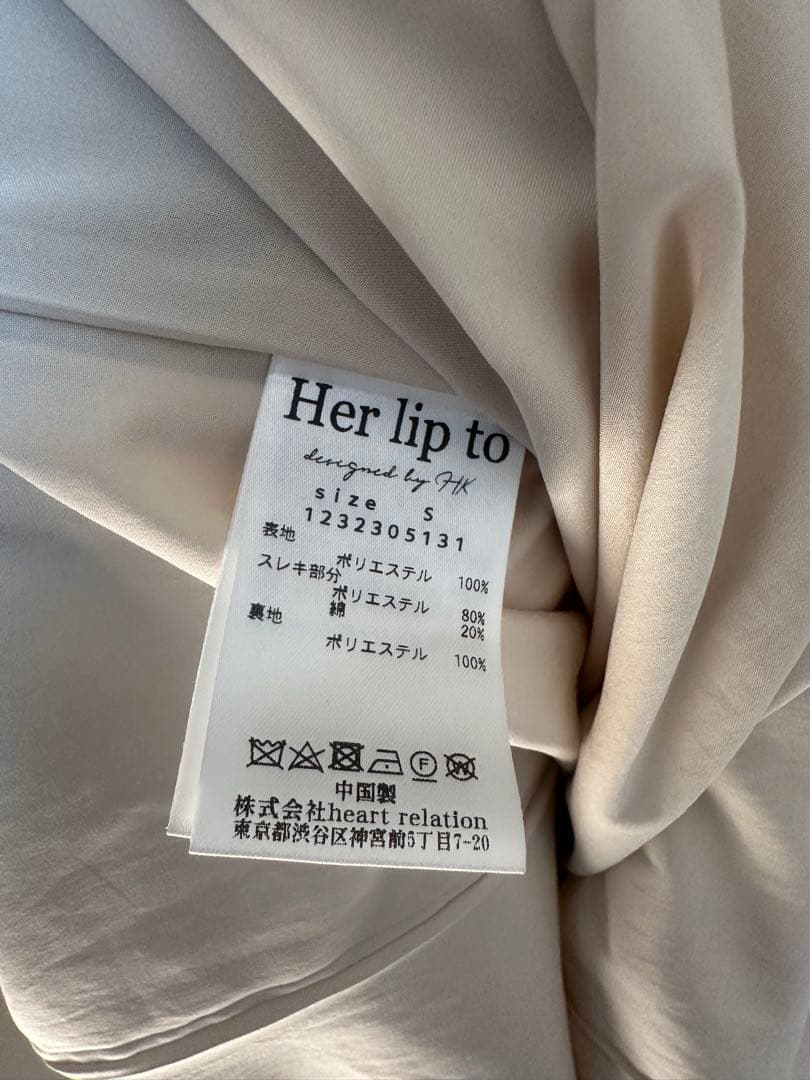 Her lip to
designed by HK
size S
1232305131
表地
ポリエステル 100%
スレキ部分
ポリエステル 80%
綿 20%
裏地
ポリエステル 100%
F W
中国製
株式会社heart relation
東京都渋谷区神宮前5丁目7-20